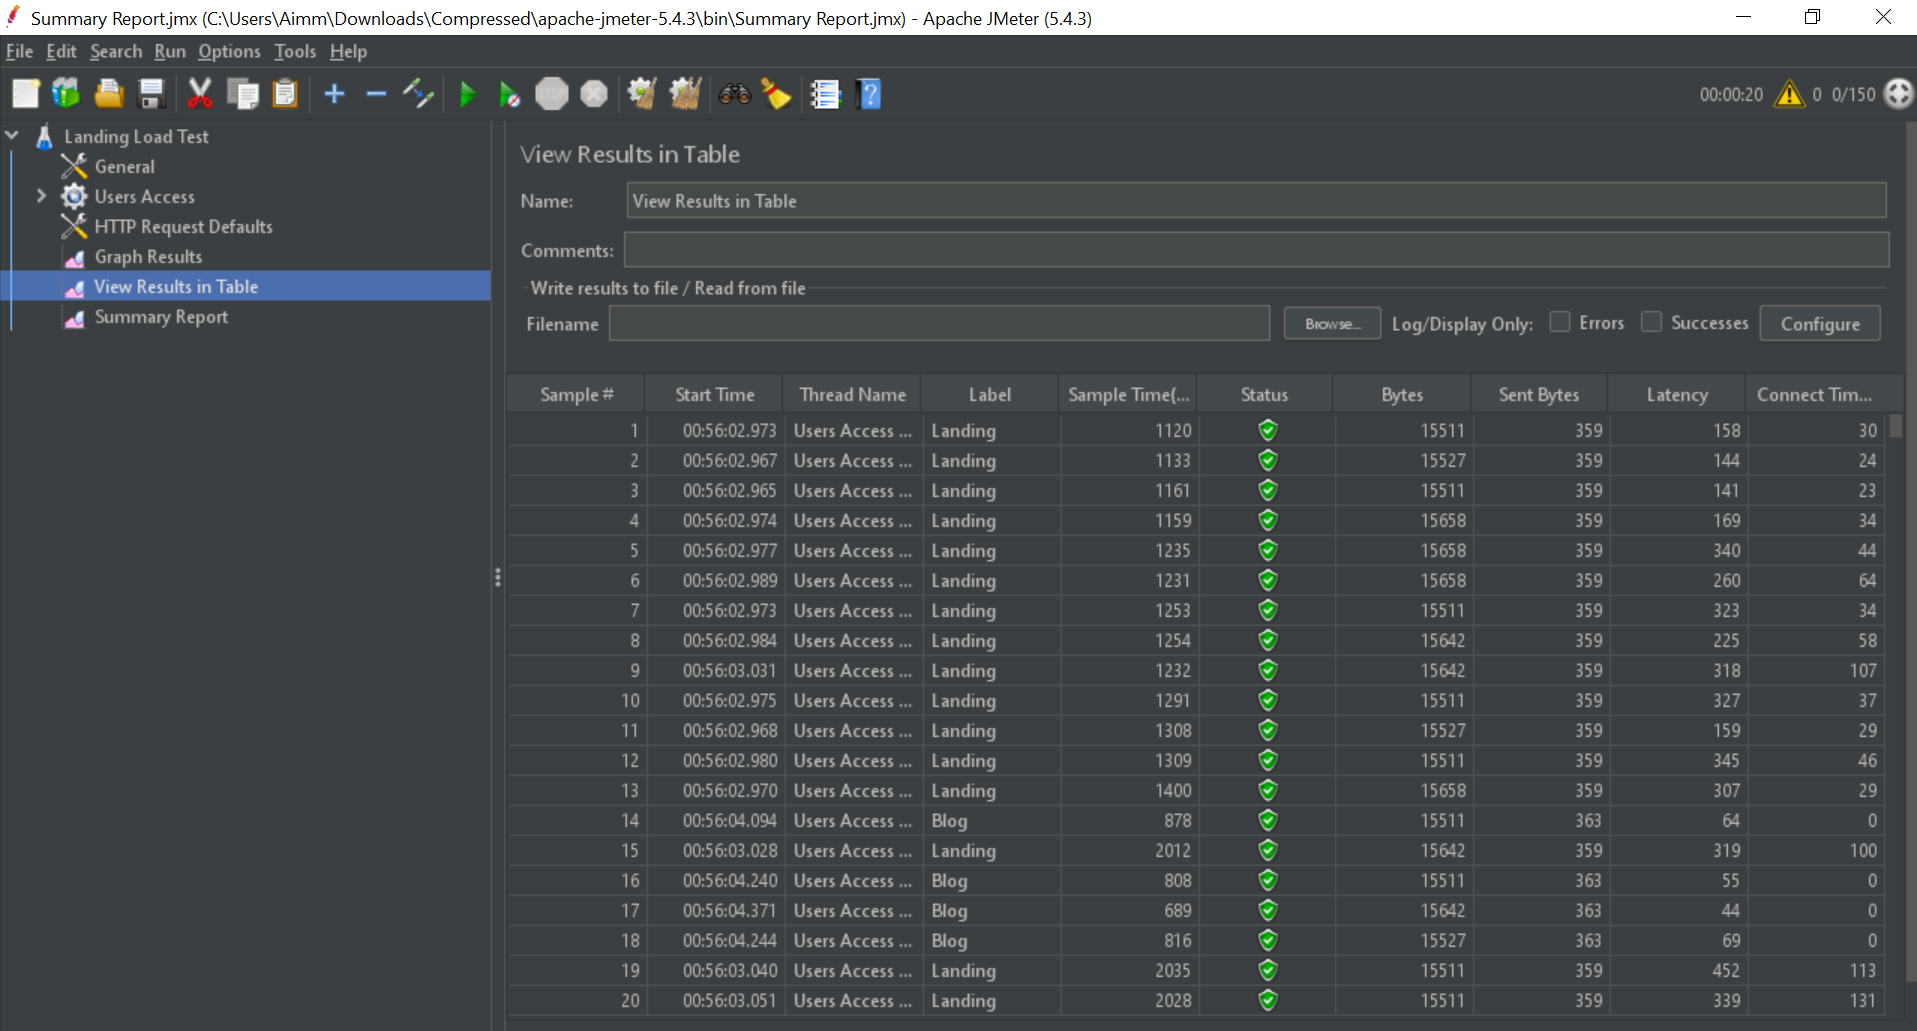 Summary Report.jmx (C:\Users\Aimm\Downloads\Compressed\apache-jmeter-5.4.3\bin\Summary Report.jmx) - Apache JMeter (5.4.3)
File Edit Search Run Options Tools Help
STOP 00:00:20 0 0/150
Landing Load Test
General
Users Access
HTTP Request Defaults
Graph Results
View Results in Table
Summary Report
View Results in Table
Name: View Results in Table
Comments:
Write results to file / Read from file
Filename Browse... Log/Display Only: Errors Successes Configure
Sample # Start Time Thread Name Label Sample Time(... Status Bytes Sent Bytes Latency Connect Tim...
1 00:56:02.973 Users Access ... Landing 1120 15511 359 158 30
2 00:56:02.967 Users Access ... Landing 1133 15527 359 144 24
3 00:56:02.965 Users Access ... Landing 1161 15511 359 141 23
4 00:56:02.974 Users Access ... Landing 1159 15658 359 169 34
5 00:56:02.977 Users Access ... Landing 1235 15658 359 340 44
6 00:56:02.989 Users Access ... Landing 1231 15658 359 260 64
7 00:56:02.973 Users Access ... Landing 1253 15511 359 323 34
8 00:56:02.984 Users Access ... Landing 1254 15642 359 225 58
9 00:56:03.031 Users Access ... Landing 1232 15642 359 318 107
10 00:56:02.975 Users Access ... Landing 1291 15511 359 327 37
11 00:56:02.968 Users Access ... Landing 1308 15527 359 159 29
12 00:56:02.980 Users Access ... Landing 1309 15511 359 345 46
13 00:56:02.970 Users Access ... Landing 1400 15658 359 307 29
14 00:56:04.094 Users Access ... Blog 878 15511 363 64 0
15 00:56:03.028 Users Access ... Landing 2012 15642 359 319 100
16 00:56:04.240 Users Access ... Blog 808 15511 363 55 0
17 00:56:04.371 Users Access ... Blog 689 15642 363 44 0
18 00:56:04.244 Users Access ... Blog 816 15527 363 69 0
19 00:56:03.040 Users Access ... Landing 2035 15511 359 452 113
20 00:56:03.051 Users Access ... Landing 2028 15511 359 339 131